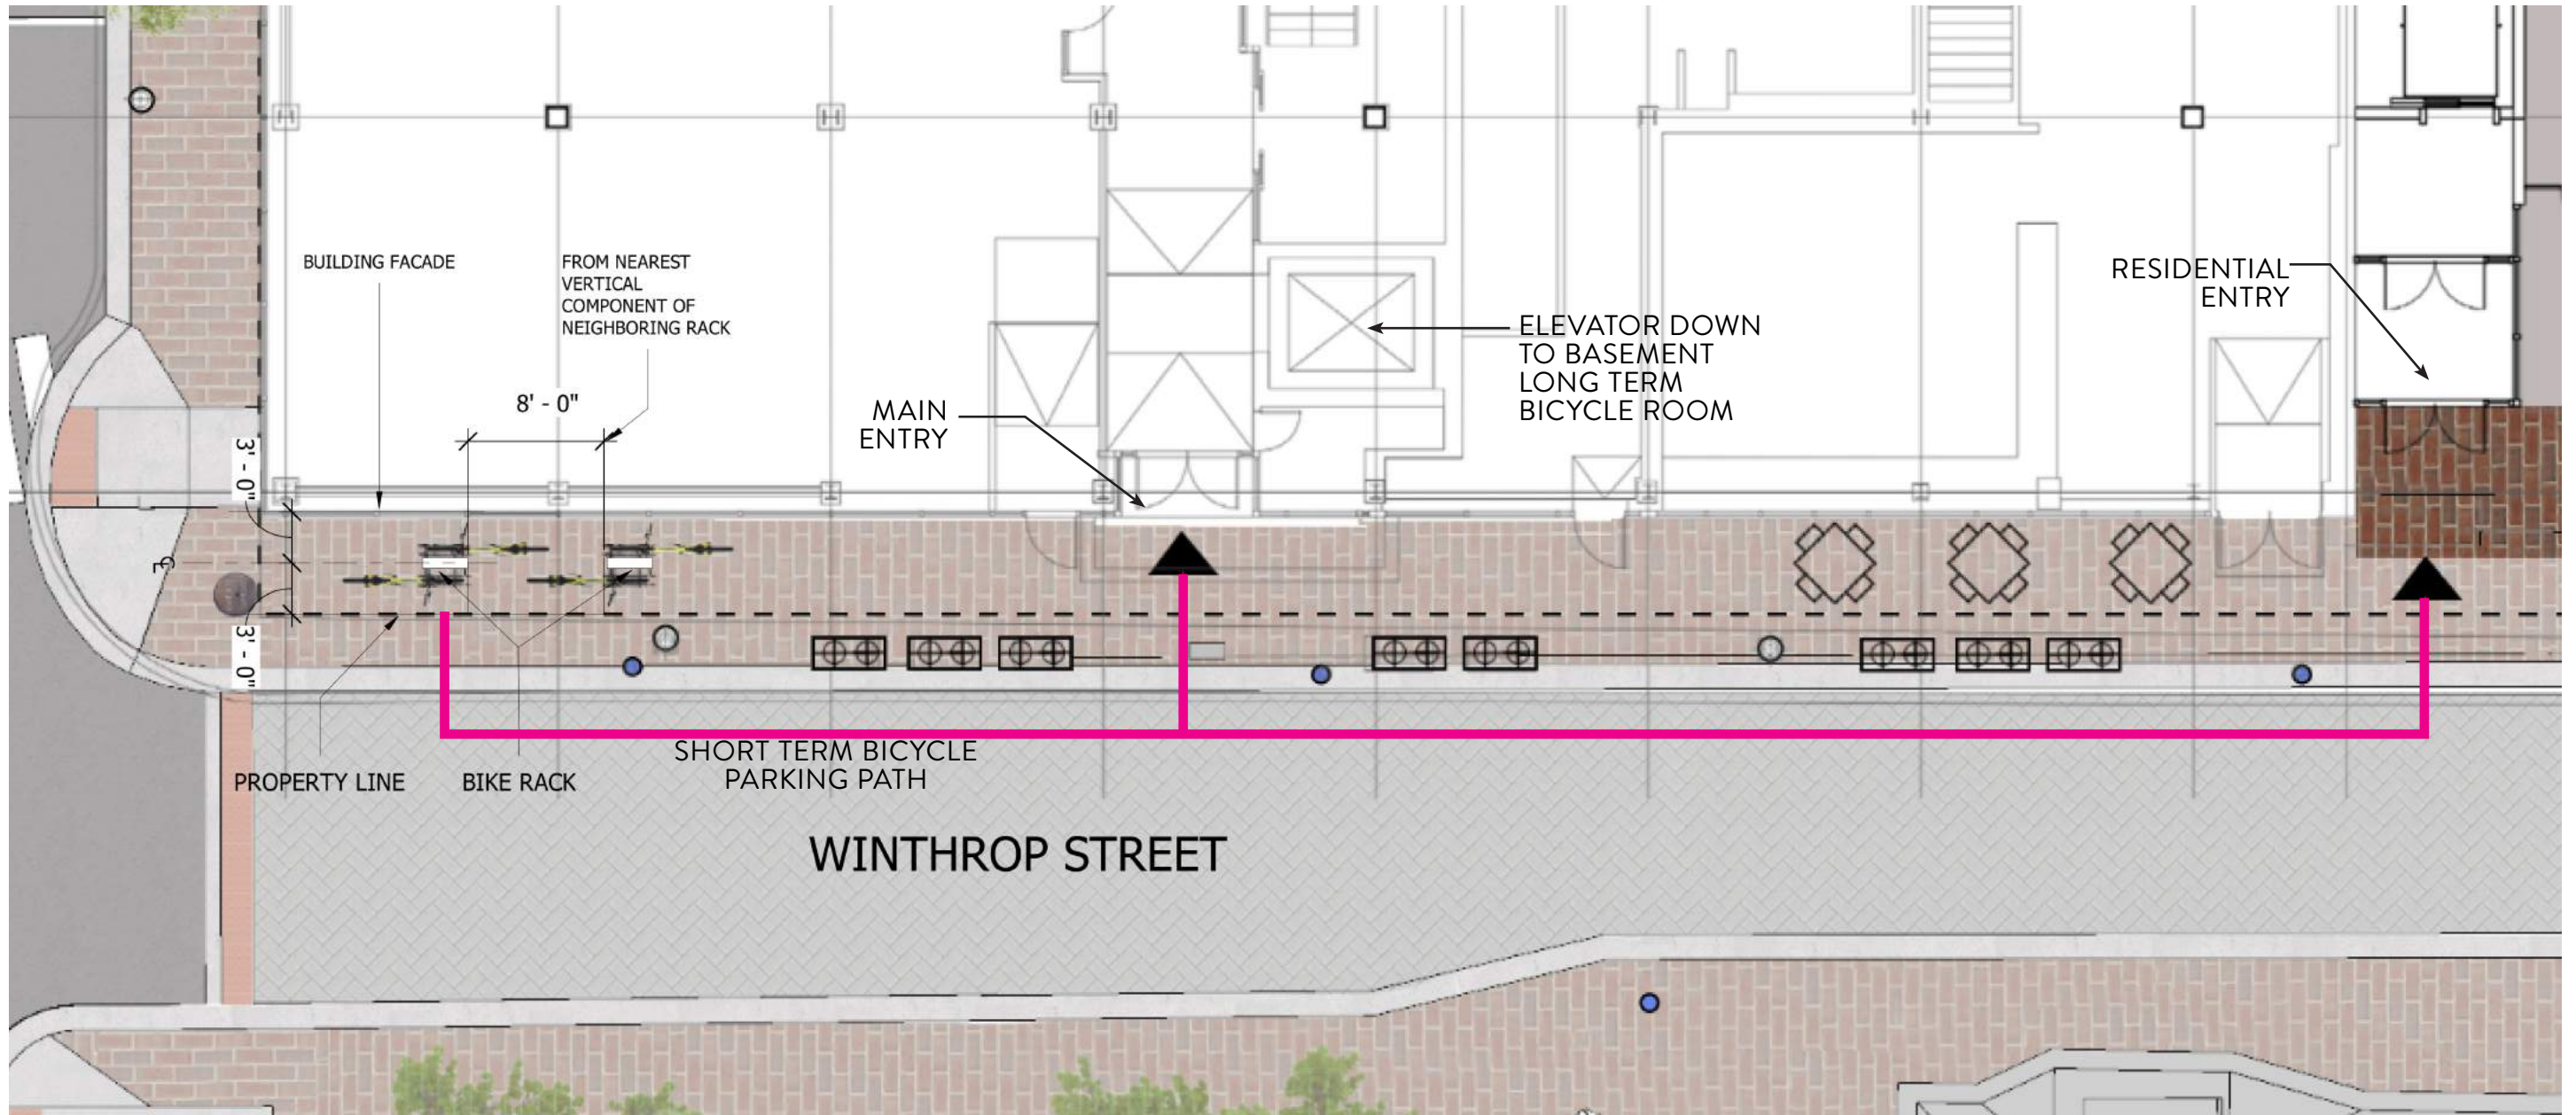 BUILDING FACADE
FROM NEAREST
VERTICAL
COMPONENT OF
NEIGHBORING RACK
8' - 0"
3' - 0"
3' - 0"
MAIN
ENTRY
ELEVATOR DOWN
TO BASEMENT
LONG TERM
BICYCLE ROOM
RESIDENTIAL
ENTRY
PROPERTY LINE
BIKE RACK
SHORT TERM BICYCLE
PARKING PATH
WINTHROP STREET